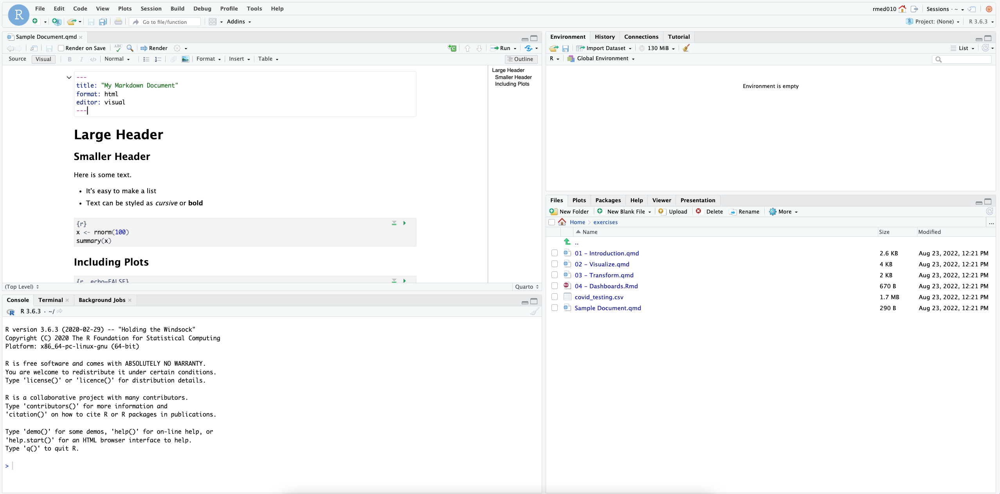 R File Edit Code View Plots Session Build Debug Profile Tools Help
rmed010 Sessions · ~
Go to file/function Addins
Project: (None) R 3.6.3
Sample Document.qmd
Render on Save ABC Render Run
Source Visual B I </> Normal Format Insert Table Outline
---
title: "My Markdown Document"
format: html
editor: visual
---
Large Header
Smaller Header
Here is some text.
• It's easy to make a list
• Text can be styled as cursive or bold
{r}
x <- rnorm(100)
summary(x)
Including Plots
{r, echo=FALSE}
Large Header
Smaller Header
Including Plots
(Top Level) Quarto
Console Terminal Background Jobs
R 3.6.3 · ~/
R version 3.6.3 (2020-02-29) -- "Holding the Windsock"
Copyright (C) 2020 The R Foundation for Statistical Computing
Platform: x86_64-pc-linux-gnu (64-bit)
R is free software and comes with ABSOLUTELY NO WARRANTY.
You are welcome to redistribute it under certain conditions.
Type 'license()' or 'licence()' for distribution details.
R is a collaborative project with many contributors.
Type 'contributors()' for more information and
'citation()' on how to cite R or R packages in publications.
Type 'demo()' for some demos, 'help()' for on-line help, or
'help.start()' for an HTML browser interface to help.
Type 'q()' to quit R.
>
Environment History Connections Tutorial
Import Dataset 130 MiB List
R Global Environment
Environment is empty
Files Plots Packages Help Viewer Presentation
New Folder New Blank File Upload Delete Rename More
Home > exercises ...
Name Size Modified
..
01 - Introduction.qmd 2.6 KB Aug 23, 2022, 12:21 PM
02 - Visualize.qmd 4 KB Aug 23, 2022, 12:21 PM
03 - Transform.qmd 2 KB Aug 23, 2022, 12:21 PM
04 - Dashboards.Rmd 670 B Aug 23, 2022, 12:21 PM
covid_testing.csv 1.7 MB Aug 23, 2022, 12:21 PM
Sample Document.qmd 290 B Aug 23, 2022, 12:21 PM